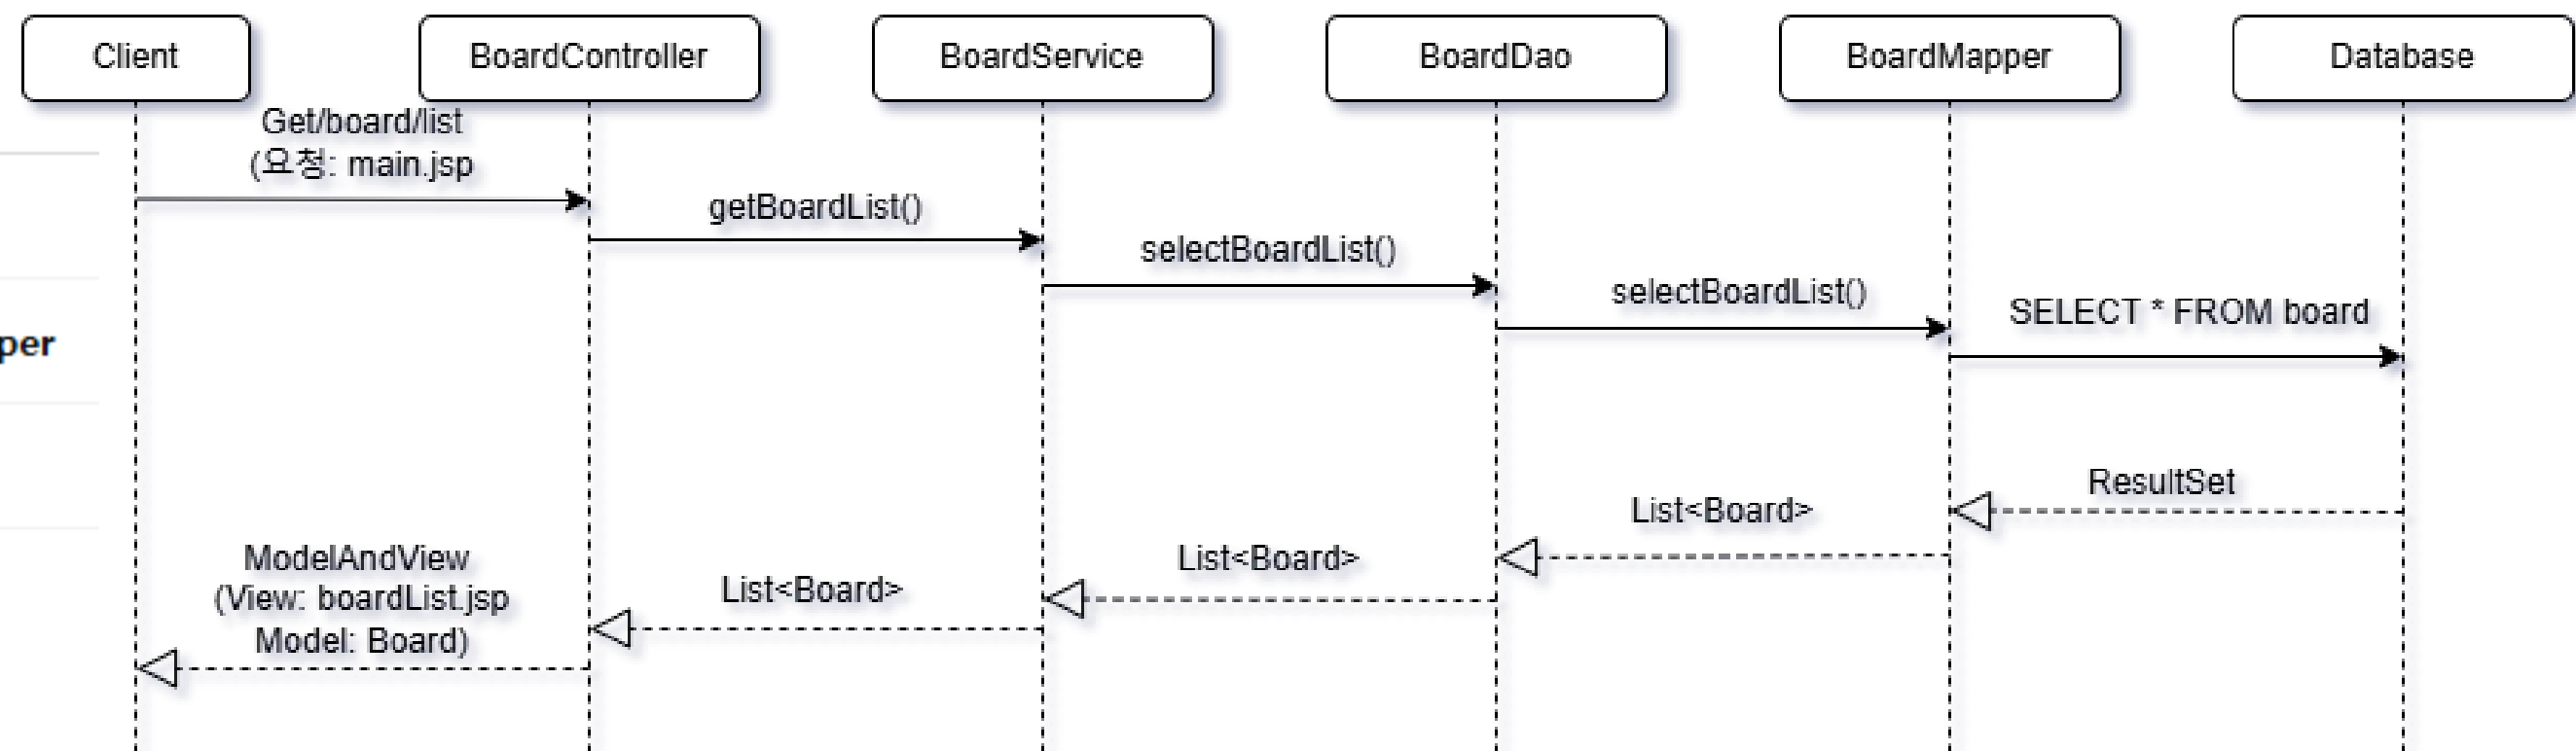 Client
BoardController
BoardService
BoardDao
BoardMapper
Database
Get/board/list
(요청: main.jsp
getBoardList()
selectBoardList()
selectBoardList()
SELECT * FROM board
per
ResultSet
List<Board>
List<Board>
List<Board>
ModelAndView
(View: boardList.jsp
Model: Board)